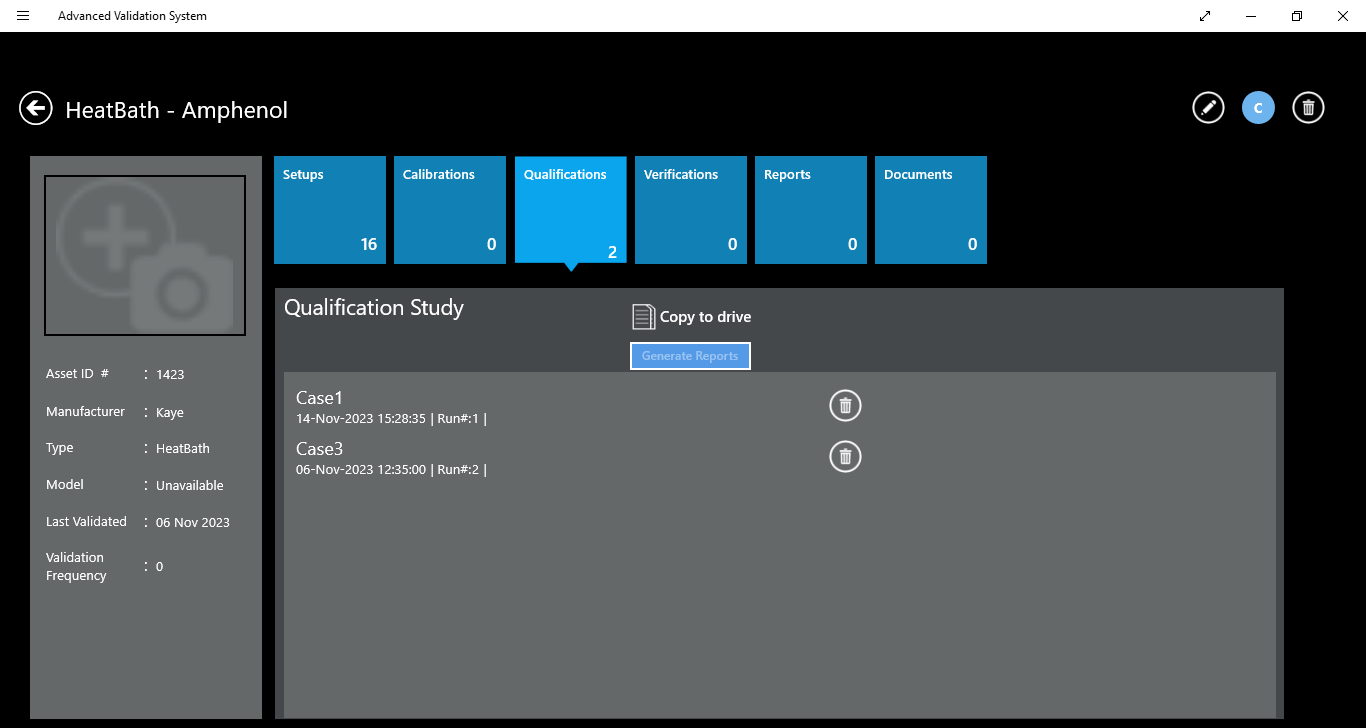 Advanced Validation System
HeatBath - Amphenol
C
Setups
16
Calibrations
0
Qualifications
2
Verifications
0
Reports
0
Documents
0
Asset ID # : 1423
Manufacturer : Kaye
Type : HeatBath
Model : Unavailable
Last Validated : 06 Nov 2023
Validation
Frequency : 0
Qualification Study
Copy to drive
Generate Reports
Case1
14-Nov-2023 15:28:35 | Run#:1 |
Case3
06-Nov-2023 12:35:00 | Run#:2 |